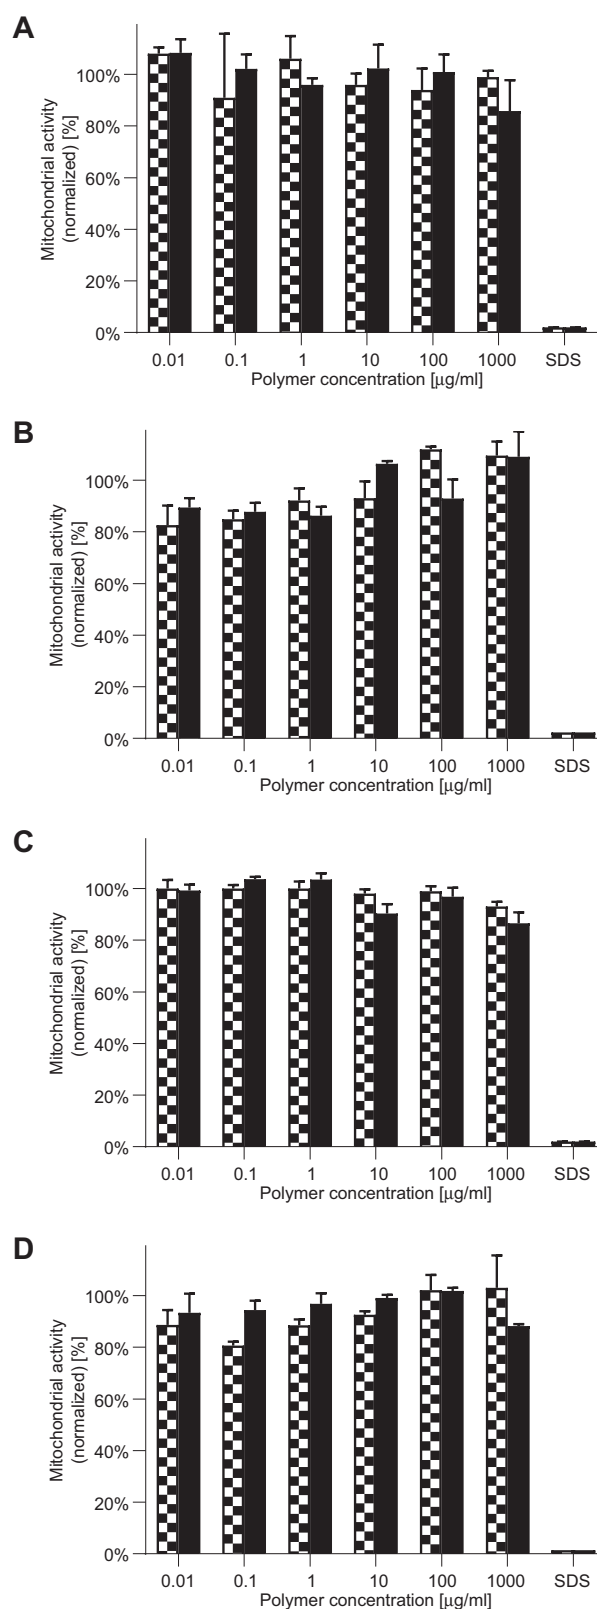 A
Mitochondrial activity
(normalized) [%]
100%
80%
60%
40%
20%
0%
0.01 0.1 1 10 100 1000 SDS
Polymer concentration [μg/ml]
B
Mitochondrial activity
(normalized) [%]
100%
80%
60%
40%
20%
0%
0.01 0.1 1 10 100 1000 SDS
Polymer concentration [μg/ml]
C
Mitochondrial activity
(normalized) [%]
100%
80%
60%
40%
20%
0%
0.01 0.1 1 10 100 1000 SDS
Polymer concentration [μg/ml]
D
Mitochondrial activity
(normalized) [%]
100%
80%
60%
40%
20%
0%
0.01 0.1 1 10 100 1000 SDS
Polymer concentration [μg/ml]